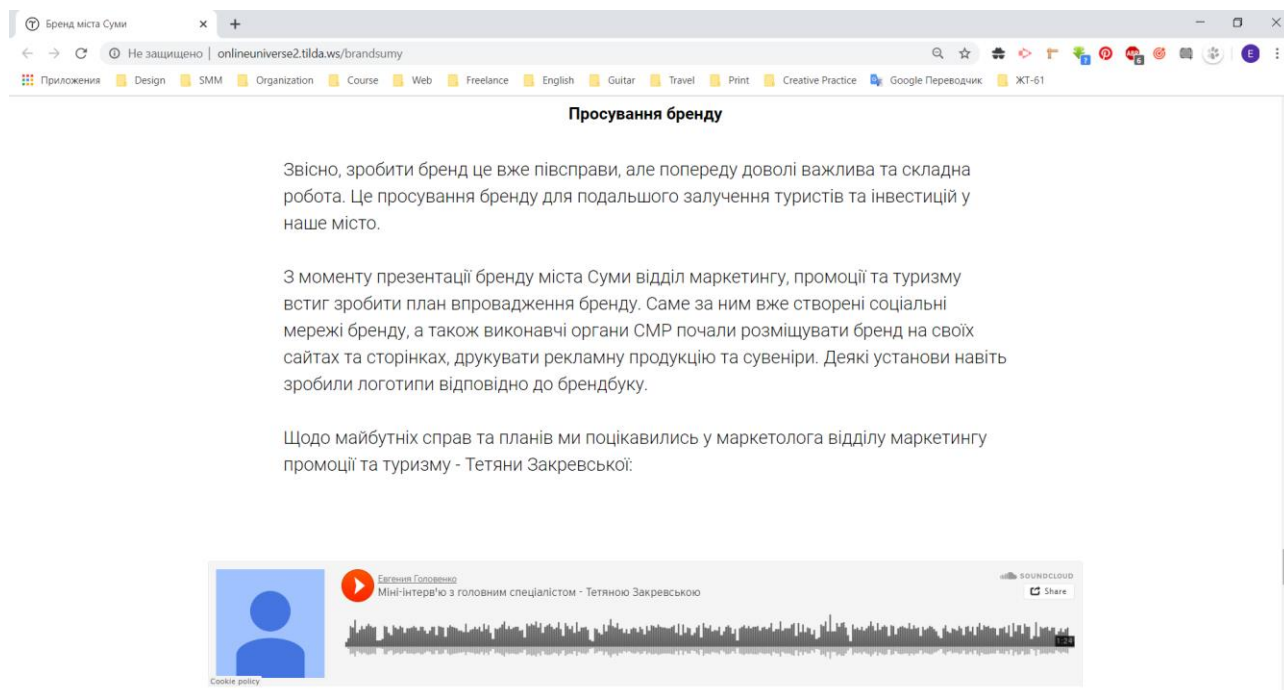 Бренд міста Суми
Не защищено | onlineuniverse2.tilda.ws/brandsumy
Приложения Design SMM Organization Course Web Freelance English Guitar Travel Print Creative Practice Google Переводчик ЖТ-61
Просування бренду
Звісно, зробити бренд це вже півсправи, але попереду доволі важлива та складна
робота. Це просування бренду для подальшого залучення туристів та інвестицій у
наше місто.
З моменту презентації бренду міста Суми відділ маркетингу, промоції та туризму
встиг зробити план впровадження бренду. Саме за ним вже створені соціальні
мережі бренду, а також виконавчі органи СМР почали розміщувати бренд на своїх
сайтах та сторінках, друкувати рекламну продукцію та сувеніри. Деякі установи навіть
зробили логотипи відповідно до брендбуку.
Щодо майбутніх справ та планів ми поцікавились у маркетолога відділу маркетингу
промоції та туризму - Тетяни Закревської:
Евгения Головенко
Міні-інтерв'ю з головним спеціалістом - Тетяною Закревською
SOUNDCLOUD
Share
1:24
Cookie policy